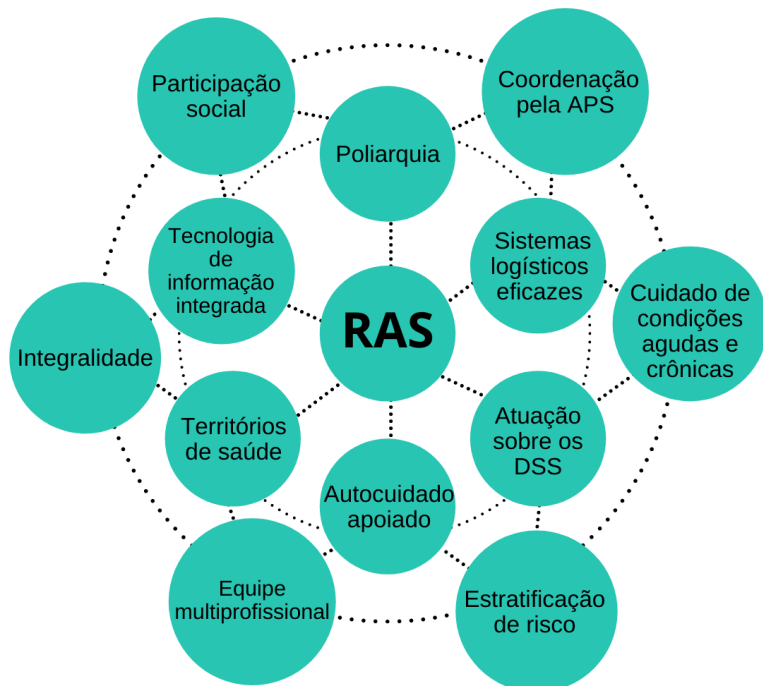 Participação
social
Coordenação
pela APS
Poliarquia
Tecnologia
de
informação
integrada
Sistemas
logísticos
eficazes
Integralidade
RAS
Cuidado de
condições
agudas e
crônicas
Territórios
de saúde
Atuação
sobre os
DSS
Autocuidado
apoiado
Equipe
multiprofissional
Estratificação
de risco